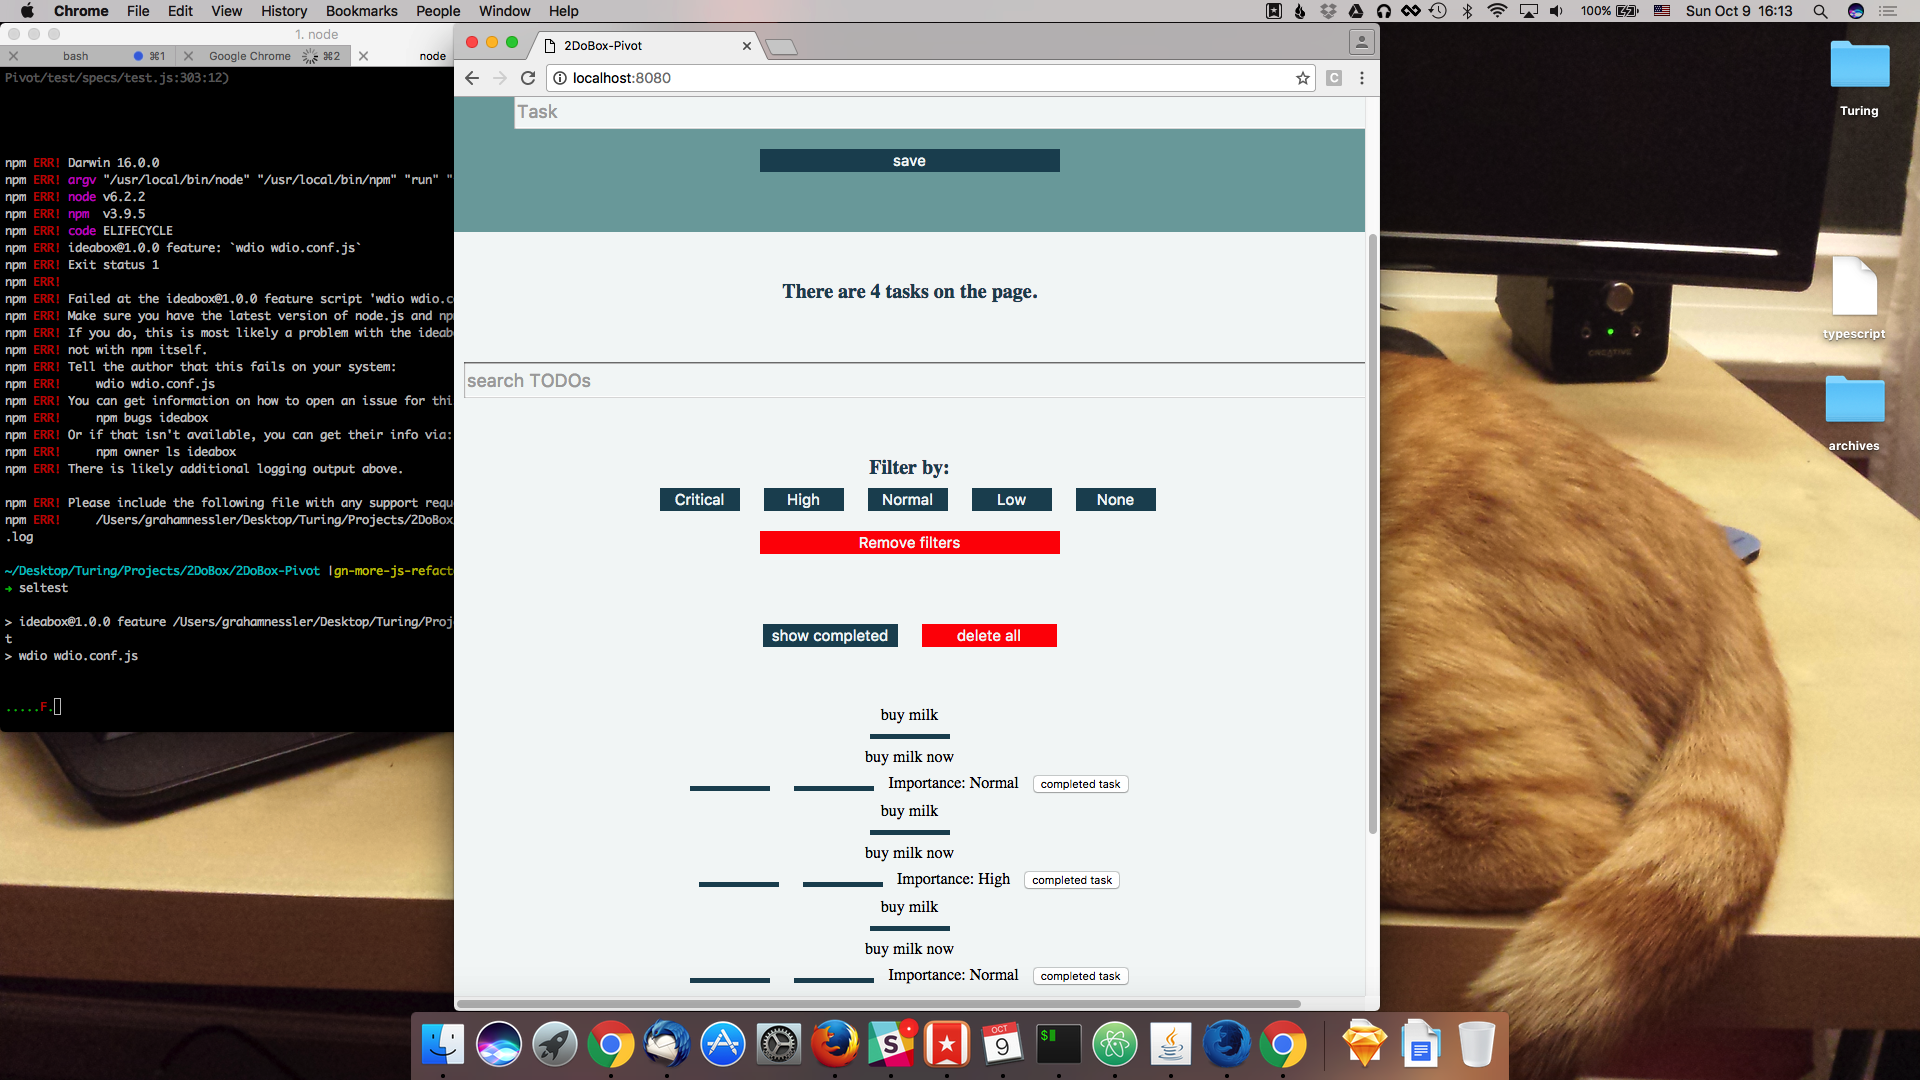 Chrome File Edit View History Bookmarks People Window Help
100% Sun Oct 9 16:13
1. node
bash ⌘1 Google Chrome ⌘2 node
Pivot/test/specs/test.js:303:12)
npm ERR! Darwin 16.0.0
npm ERR! argv "/usr/local/bin/node" "/usr/local/bin/npm" "run" "
npm ERR! node v6.2.2
npm ERR! npm v3.9.5
npm ERR! code ELIFECYCLE
npm ERR! ideabox@1.0.0 feature: `wdio wdio.conf.js`
npm ERR! Exit status 1
npm ERR!
npm ERR! Failed at the ideabox@1.0.0 feature script 'wdio wdio.c
npm ERR! Make sure you have the latest version of node.js and np
npm ERR! If you do, this is most likely a problem with the ideab
npm ERR! not with npm itself.
npm ERR! Tell the author that this fails on your system:
npm ERR! wdio wdio.conf.js
npm ERR! You can get information on how to open an issue for thi
npm ERR! npm bugs ideabox
npm ERR! Or if that isn't available, you can get their info via:
npm ERR! npm owner ls ideabox
npm ERR! There is likely additional logging output above.
npm ERR! Please include the following file with any support requ
npm ERR! /Users/grahamnessler/Desktop/Turing/Projects/2DoBox
.log
~/Desktop/Turing/Projects/2DoBox/2DoBox-Pivot |gn-more-js-refact
→ seltest
> ideabox@1.0.0 feature /Users/grahamnessler/Desktop/Turing/Proj
t
> wdio wdio.conf.js
.....F.
2DoBox-Pivot
localhost:8080
C
Task
save
There are 4 tasks on the page.
search TODOs
Filter by:
Critical High Normal Low None
Remove filters
show completed delete all
buy milk
buy milk now
Importance: Normal completed task
buy milk
buy milk now
Importance: High completed task
buy milk
buy milk now
Importance: Normal completed task
Turing
typescript
archives
CREATIVE
OCT
9
S
$